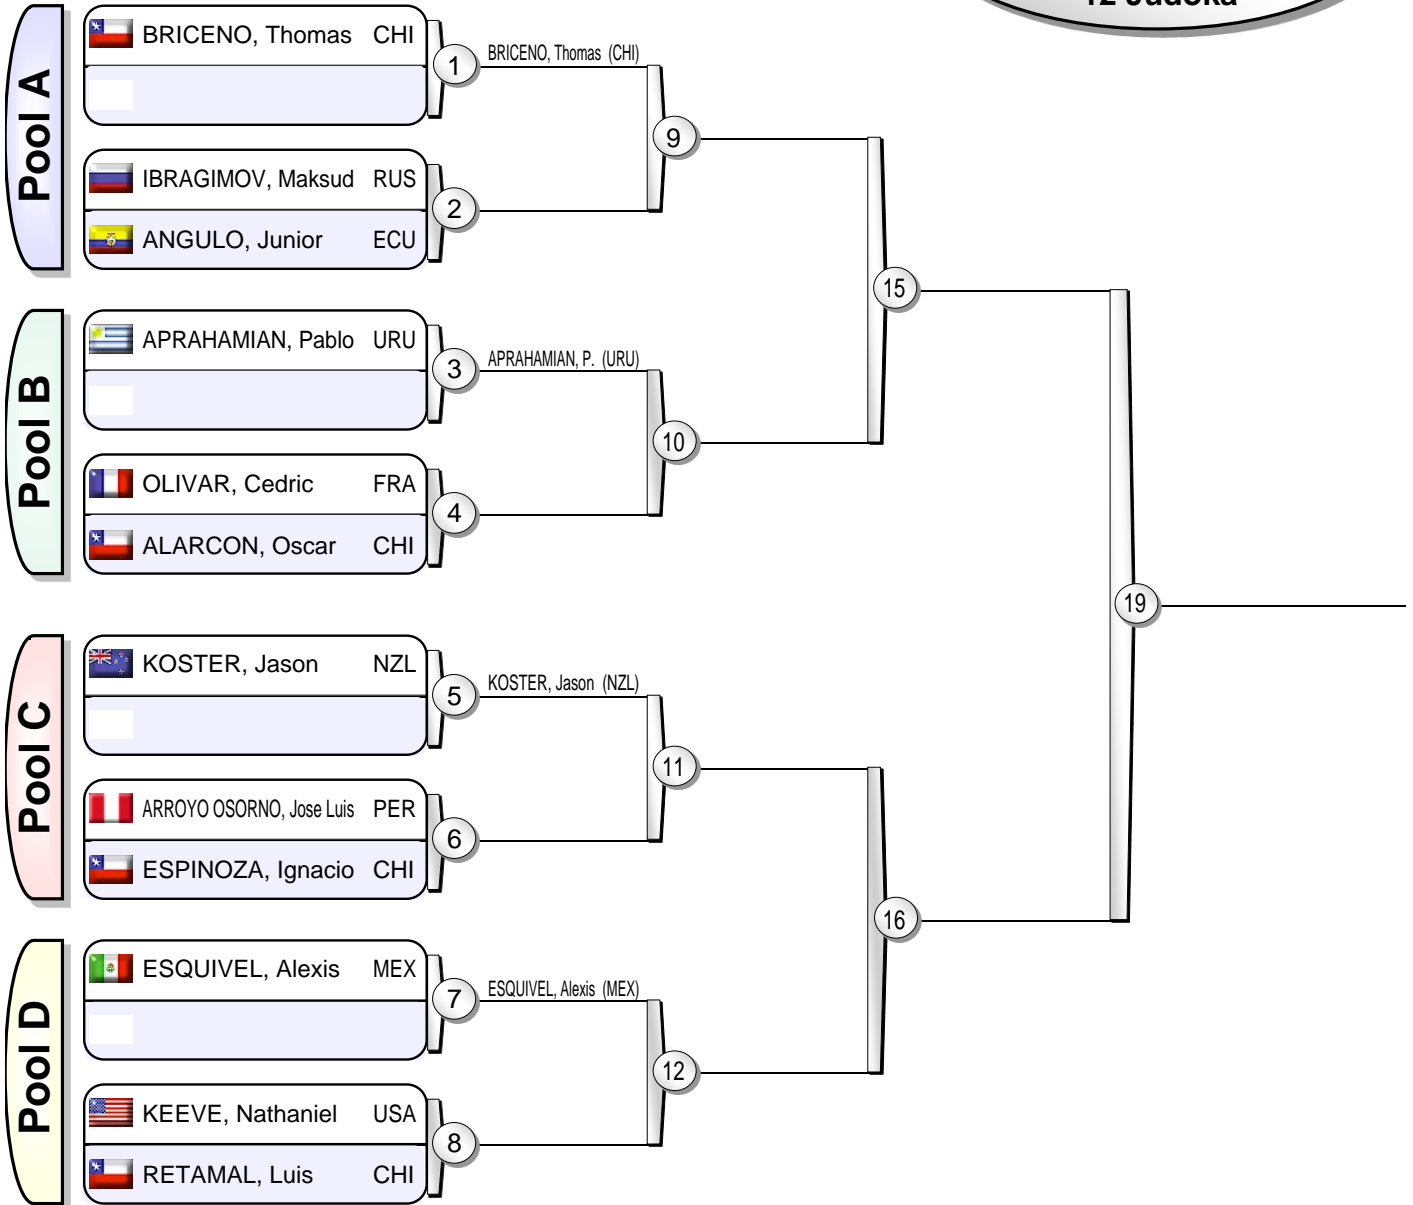 12 Judoka
Pool A
BRICENO, Thomas CHI
1
BRICENO, Thomas (CHI)
9
IBRAGIMOV, Maksud RUS
2
ANGULO, Junior ECU
15
Pool B
APRAHAMIAN, Pablo URU
3
APRAHAMIAN, P. (URU)
10
OLIVAR, Cedric FRA
4
ALARCON, Oscar CHI
19
Pool C
KOSTER, Jason NZL
5
KOSTER, Jason (NZL)
11
ARROYO OSORNO, Jose Luis PER
6
ESPINOZA, Ignacio CHI
16
Pool D
ESQUIVEL, Alexis MEX
7
ESQUIVEL, Alexis (MEX)
12
KEEVE, Nathaniel USA
8
RETAMAL, Luis CHI